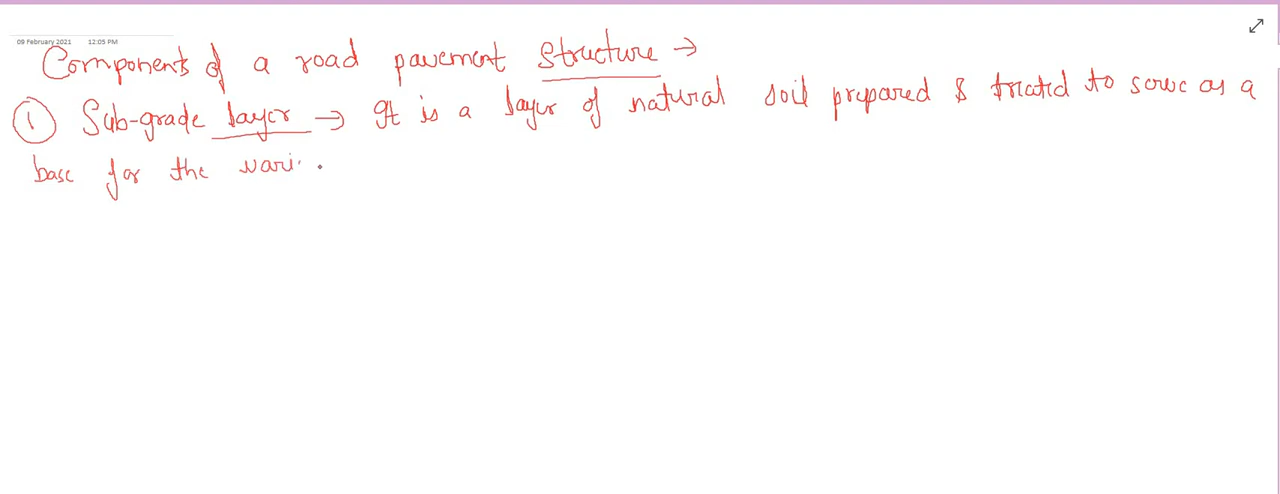 09 February 2021 12:05 PM
Components of a road pavement structure →
① Sub-grade layer → It is a layer of natural soil prepared & treated to serve as a
base for the vari